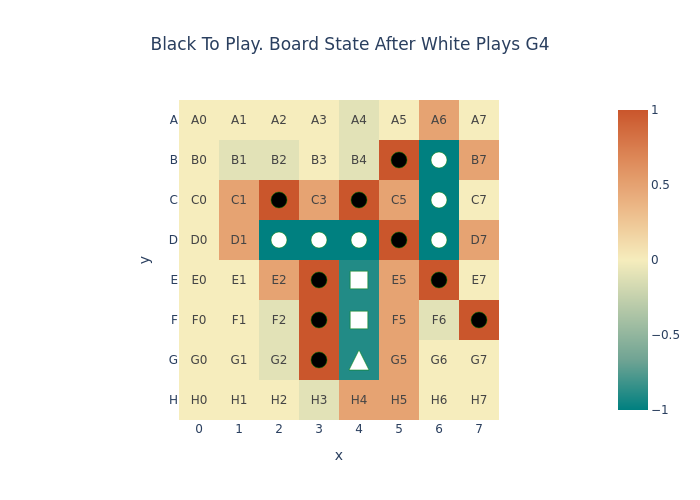 Black To Play. Board State After White Plays G4
A A0 A1 A2 A3 A4 A5 A6 A7
B B0 B1 B2 B3 B4 B7
C C0 C1 C3 C5 C7
D D0 D1 D7
E E0 E1 E2 E5 E7
F F0 F1 F2 F5 F6
G G0 G1 G2 G5 G6 G7
H H0 H1 H2 H3 H4 H5 H6 H7
0 1 2 3 4 5 6 7
x
y
1
0.5
0
−0.5
−1